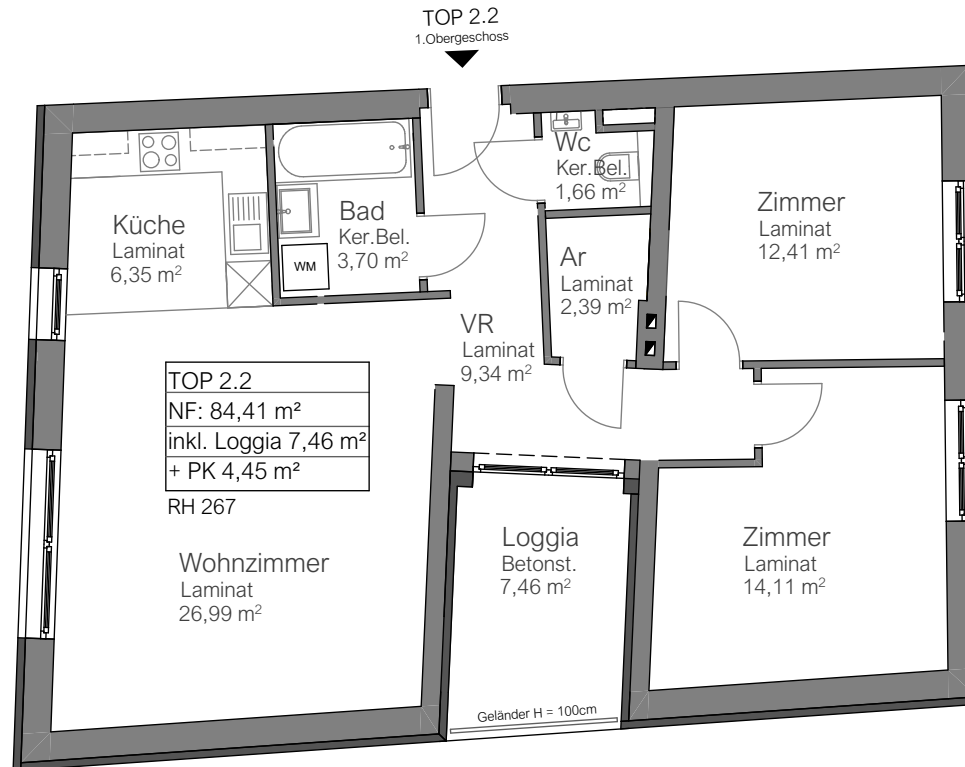 TOP 2.2
1.Obergeschoss
Wc
Ker.Bel.
1,66 m²
Küche
Laminat
6,35 m²
Bad
Ker.Bel.
3,70 m²
WM
Zimmer
Laminat
12,41 m²
Ar
Laminat
2,39 m²
VR
Laminat
9,34 m²
TOP 2.2
NF: 84,41 m²
inkl. Loggia 7,46 m²
+ PK 4,45 m²
RH 267
Wohnzimmer
Laminat
26,99 m²
Loggia
Betonst.
7,46 m²
Zimmer
Laminat
14,11 m²
Geländer H = 100cm